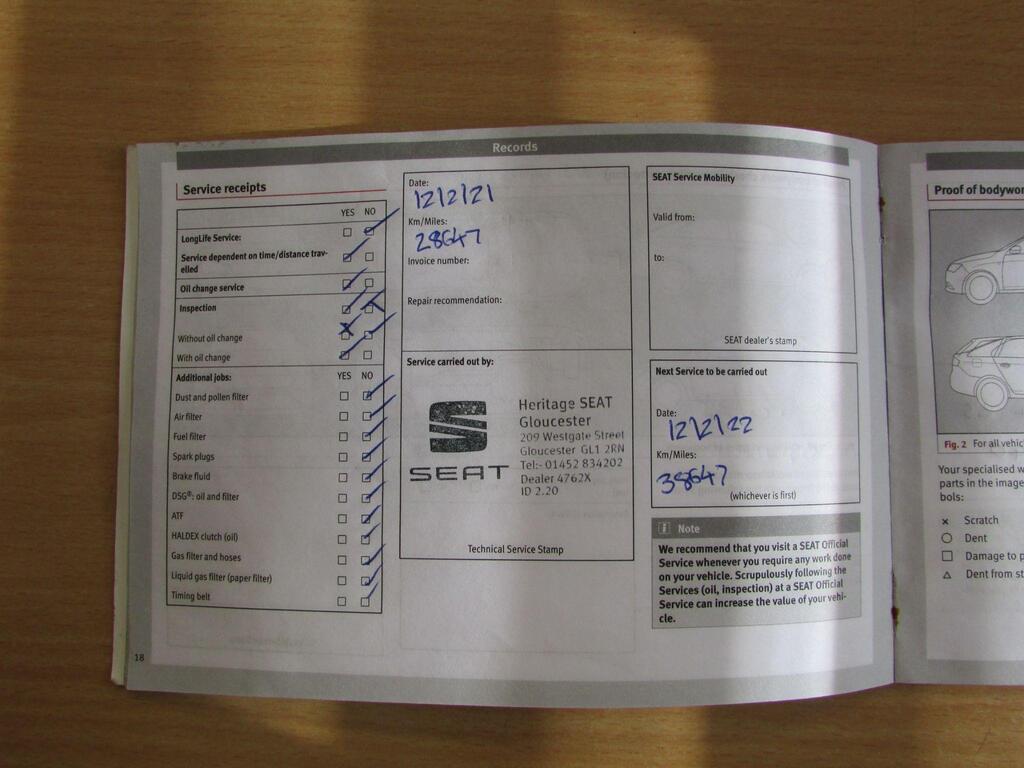 Records
Service receipts
YES NO
LongLife Service:
Service dependent on time/distance trav-
elled
Oil change service
Inspection
Without oil change
With oil change
Additional jobs: YES NO
Dust and pollen filter
Air filter
Fuel filter
Spark plugs
Brake fluid
DSG®: oil and filter
ATF
HALDEX clutch (oil)
Gas filter and hoses
Liquid gas filter (paper filter)
Timing belt
18
Date:
12/2/21
Km/Miles:
28647
Invoice number:
Repair recommendation:
Service carried out by:
SEAT
Heritage SEAT
Gloucester
209 Westgate Street
Gloucester GL1 2RN
Tel:- 01452 834202
Dealer 4762X
ID 2.20
Technical Service Stamp
SEAT Service Mobility
Valid from:
to:
SEAT dealer's stamp
Next Service to be carried out
Date:
12/2/22
Km/Miles:
38647
(whichever is first)
i Note
We recommend that you visit a SEAT Official
Service whenever you require any work done
on your vehicle. Scrupulously following the
Services (oil, inspection) at a SEAT Official
Service can increase the value of your vehi-
cle.
Proof of bodywor
Fig. 2 For all vehic
Your specialised w
parts in the image
bols:
× Scratch
Dent
Damage to p
Dent from st